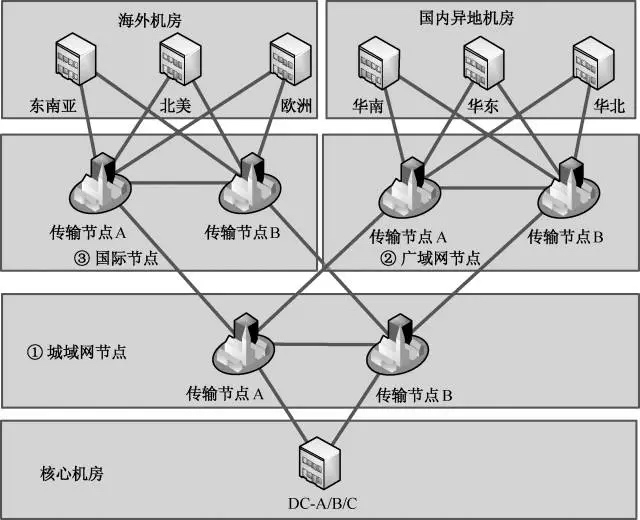 海外机房
国内异地机房
东南亚
北美
欧洲
华南
华东
华北
传输节点A
传输节点B
传输节点A
传输节点B
③ 国际节点
② 广域网节点
① 城域网节点
传输节点A
传输节点B
核心机房
DC-A/B/C